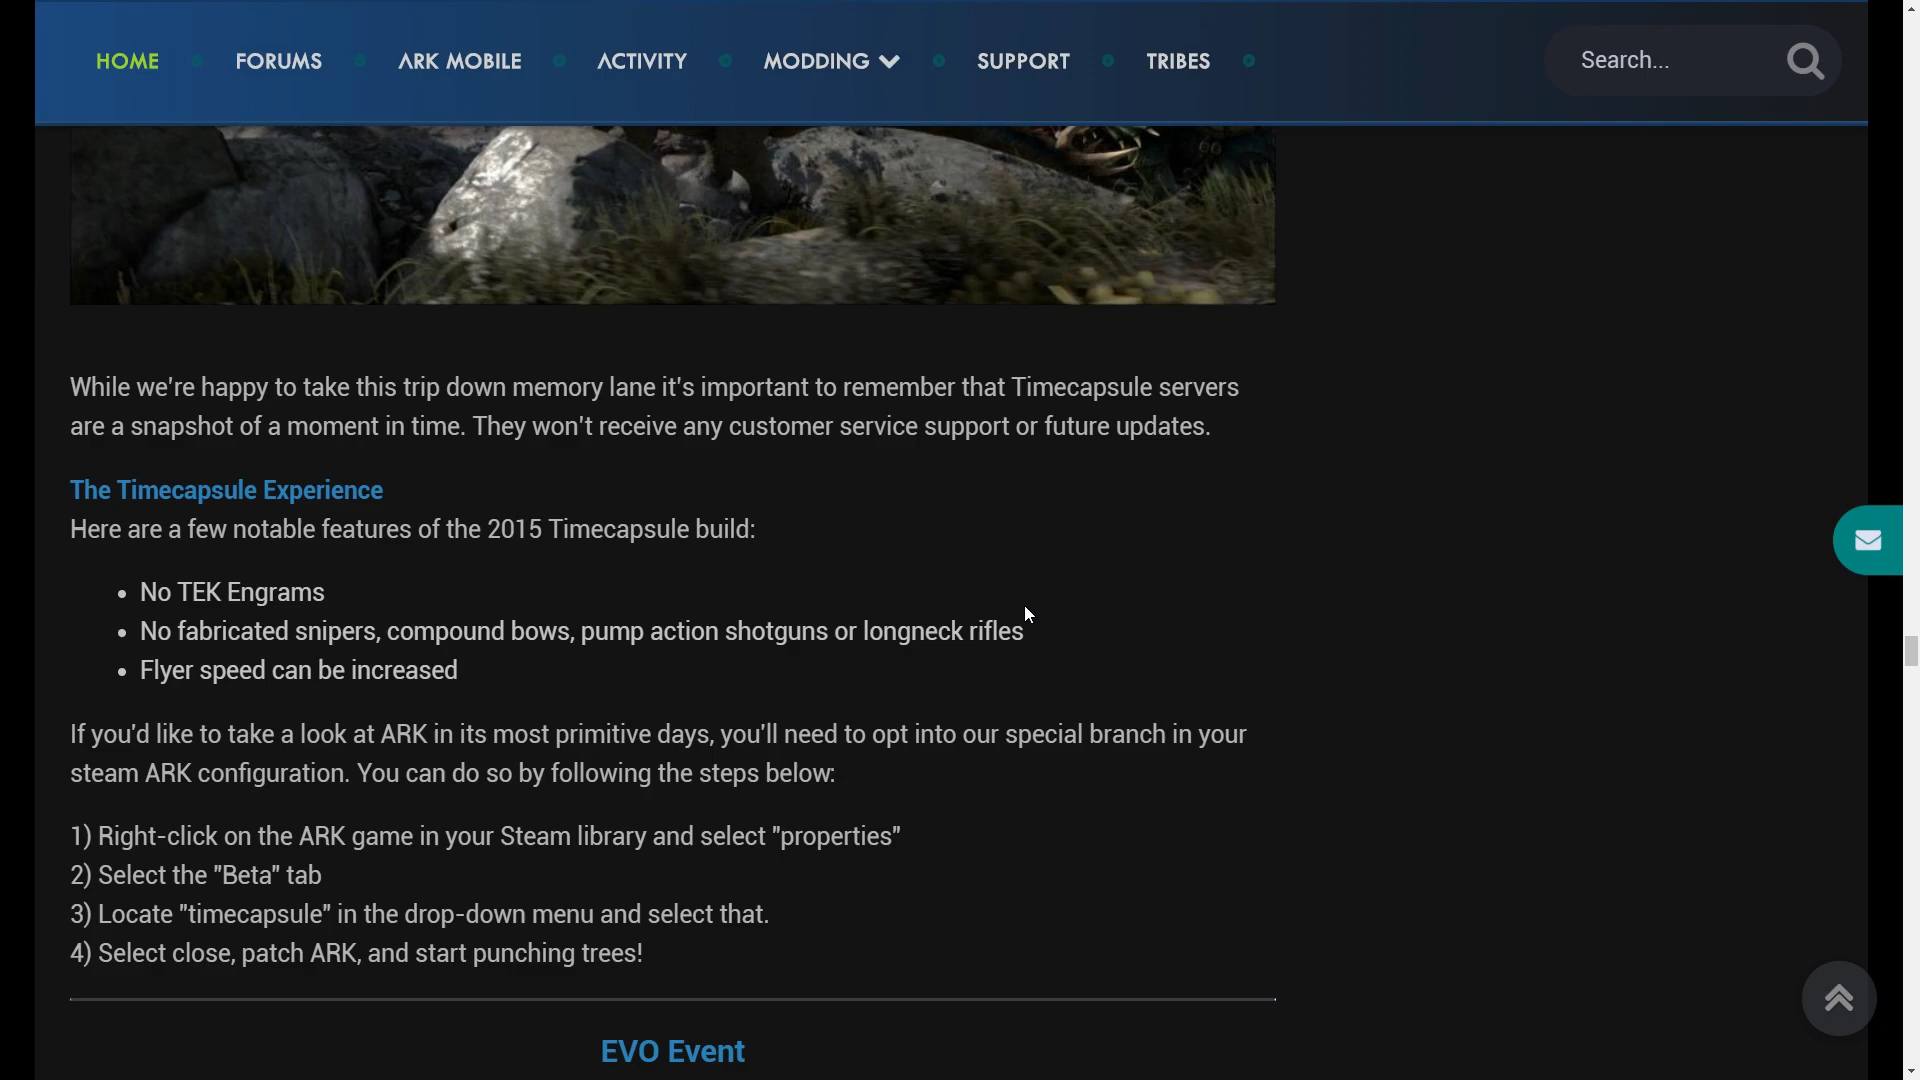 HOME FORUMS ARK MOBILE ACTIVITY MODDING SUPPORT TRIBES Search...
While we're happy to take this trip down memory lane it's important to remember that Timecapsule servers
are a snapshot of a moment in time. They won't receive any customer service support or future updates.
The Timecapsule Experience
Here are a few notable features of the 2015 Timecapsule build:
• No TEK Engrams
• No fabricated snipers, compound bows, pump action shotguns or longneck rifles
• Flyer speed can be increased
If you'd like to take a look at ARK in its most primitive days, you'll need to opt into our special branch in your
steam ARK configuration. You can do so by following the steps below:
1) Right-click on the ARK game in your Steam library and select "properties"
2) Select the "Beta" tab
3) Locate "timecapsule" in the drop-down menu and select that.
4) Select close, patch ARK, and start punching trees!
EVO Event